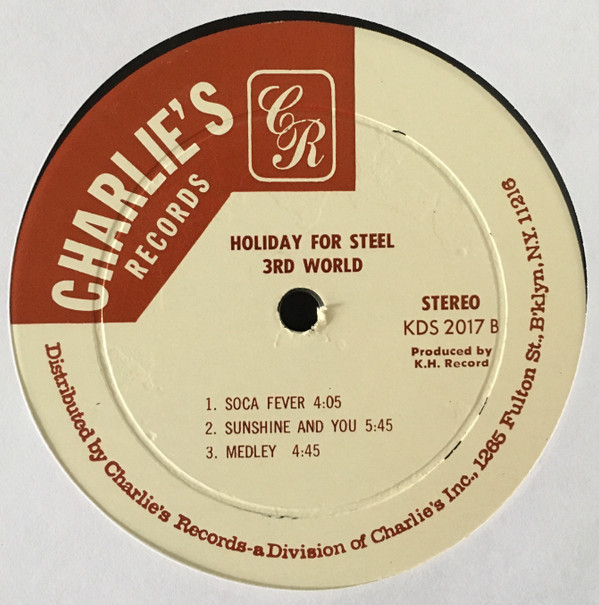 CHARLIE'S
RECORDS
CR
HOLIDAY FOR STEEL
3RD WORLD
STEREO
KDS 2017 B
Produced by
K.H. Record
1. SOCA FEVER 4:05
2. SUNSHINE AND YOU 5:45
3. MEDLEY 4:45
Distributed by Charlie's Records-a Division of Charlie's Inc., 1265 Fulton St., B'klyn, N.Y. 11216